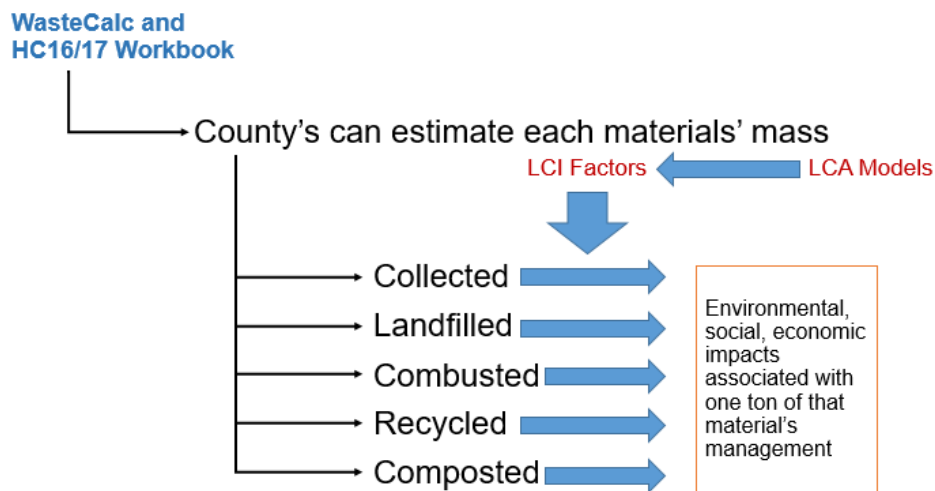 WasteCalc and
HC16/17 Workbook
County's can estimate each materials' mass
LCI Factors
LCA Models
Collected
Landfilled
Combusted
Recycled
Composted
Environmental,
social, economic
impacts
associated with
one ton of that
material's
management